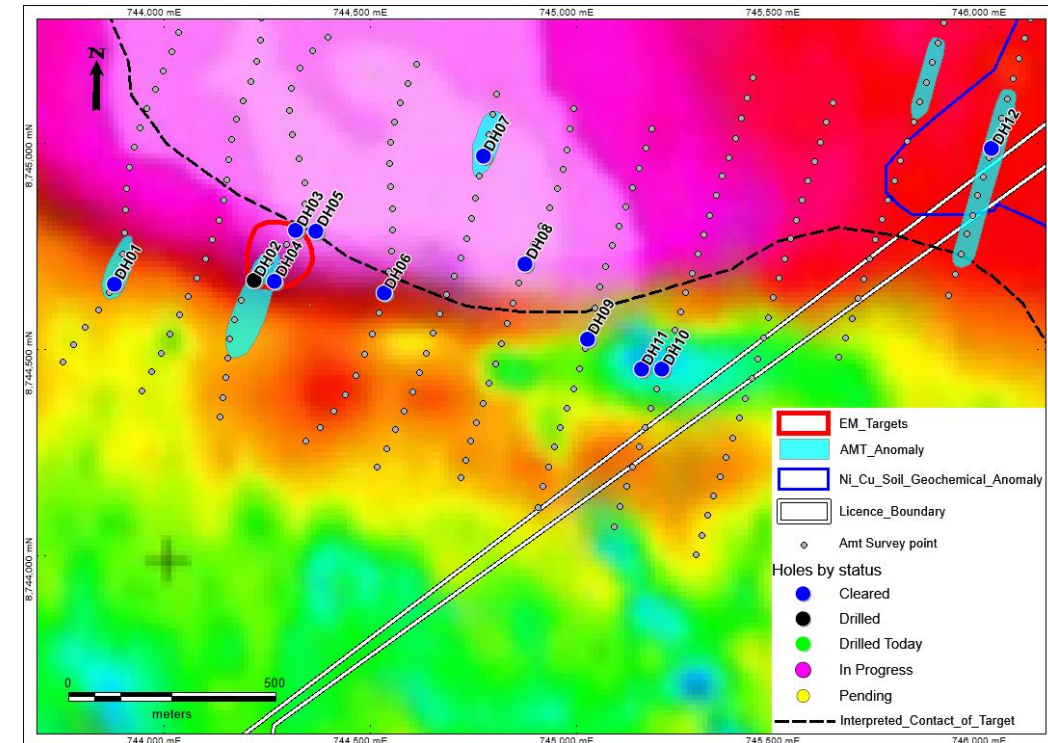 744,000 mE
744,500 mE
745,000 mE
745,500 mE
746,000 mE
N
8,745,000 mN
8,744,500 mN
8,744,000 mN
DH01
DH02
DH03
DH04
DH05
DH06
DH07
DH08
DH09
DH10
DH11
DH12
EM_Targets
AMT_Anomaly
Ni_Cu_Soil_Geochemical_Anomaly
Licence_Boundary
Amt Survey point
Holes by status
Cleared
Drilled
Drilled Today
In Progress
Pending
Interpreted_Contact_of_Target
0 500
meters
744,000 mE
744,500 mE
745,000 mE
745,500 mE
746,000 mE